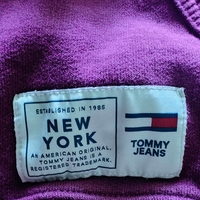 ESTABLISHED IN 1985
NEW
YORK
AN AMERICAN ORIGINAL,
TOMMY JEANS IS A
REGISTERED TRADEMARK.
TOMMY
JEANS